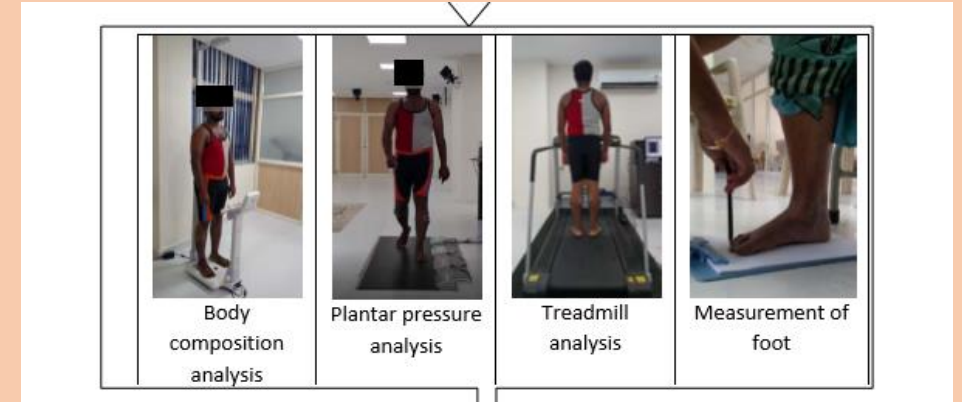 Body
composition
analysis
Plantar pressure
analysis
Treadmill
analysis
Measurement of
foot